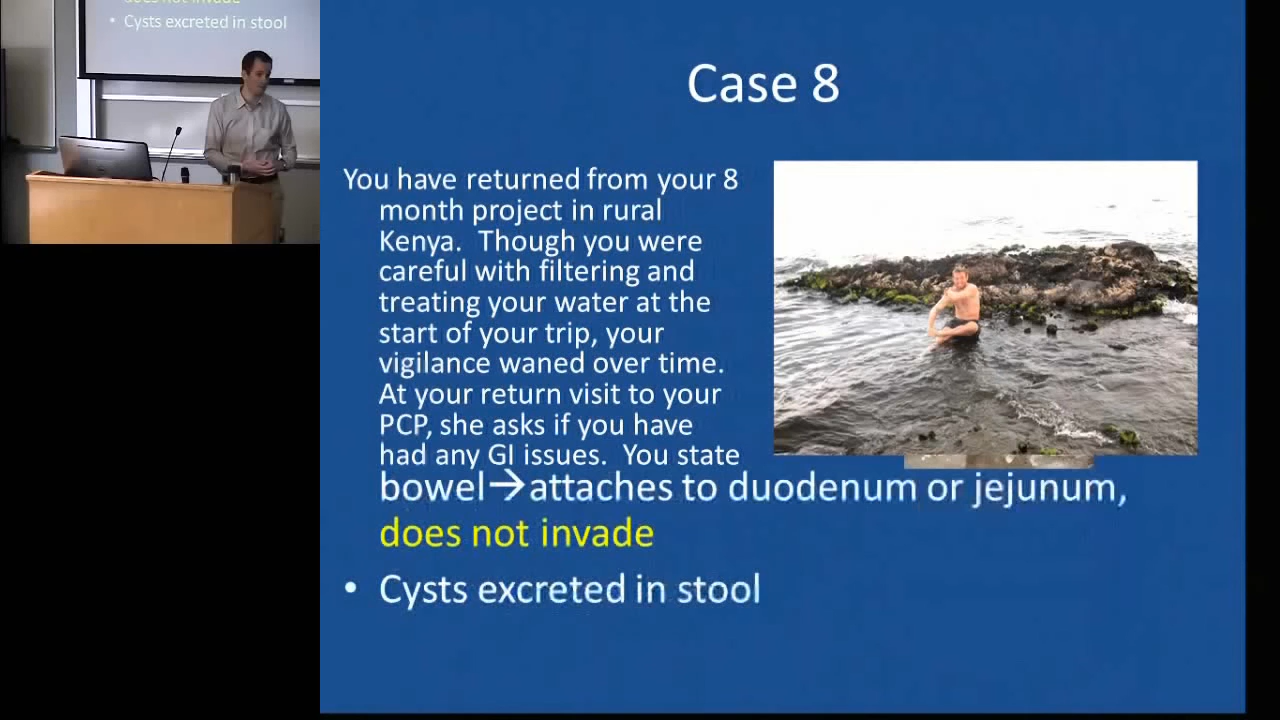 does not invade
• Cysts excreted in stool
Case 8
You have returned from your 8
month project in rural
Kenya. Though you were
careful with filtering and
treating your water at the
start of your trip, your
vigilance waned over time.
At your return visit to your
PCP, she asks if you have
had any GI issues. You state
bowel→attaches to duodenum or jejunum,
does not invade
• Cysts excreted in stool